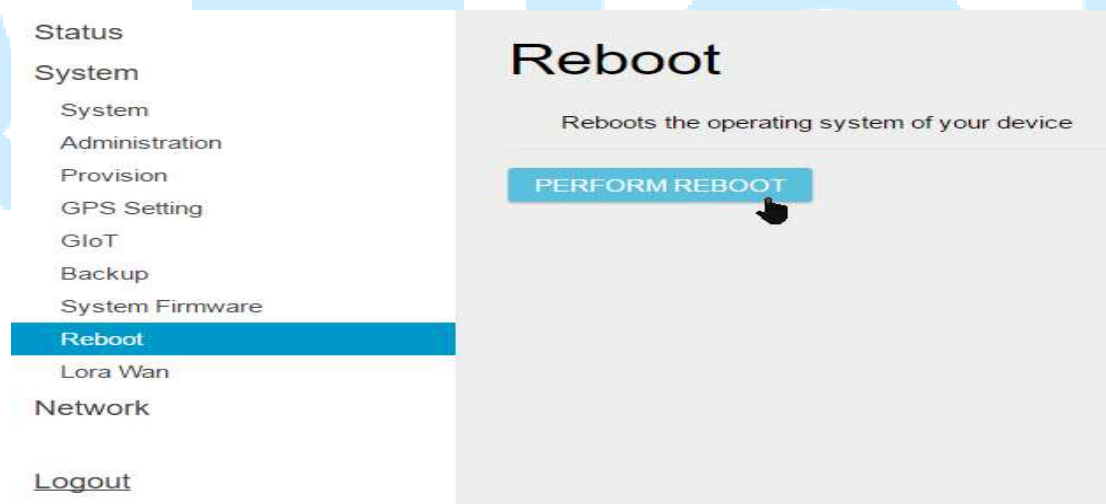 Status
System
System
Administration
Provision
GPS Setting
GIoT
Backup
System Firmware
Reboot
Lora Wan
Network
Logout
Reboot
Reboots the operating system of your device
PERFORM REBOOT